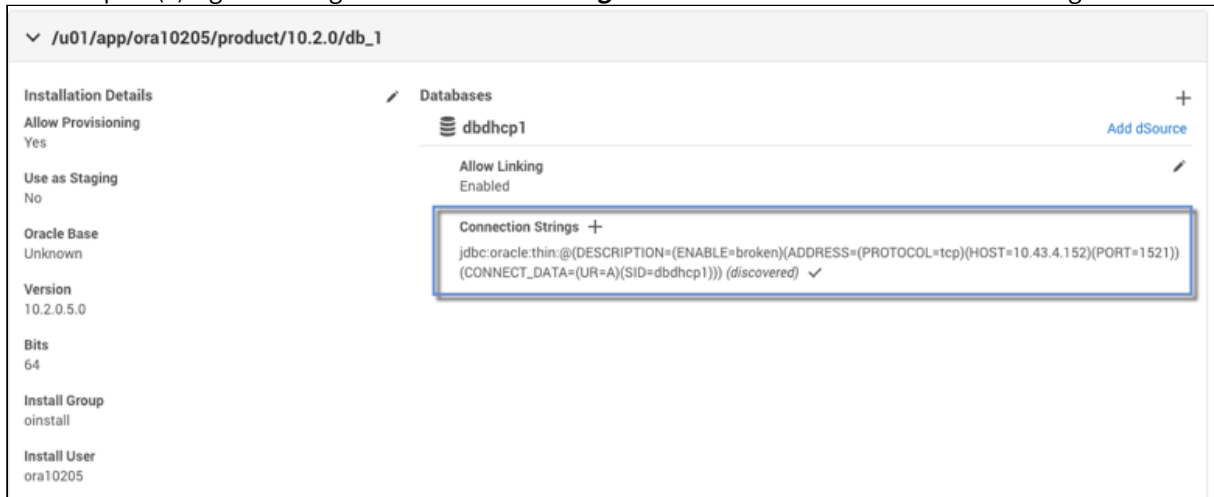 /u01/app/ora10205/product/10.2.0/db_1
Installation Details
Allow Provisioning
Yes
Use as Staging
No
Oracle Base
Unknown
Version
10.2.0.5.0
Bits
64
Install Group
oinstall
Install User
ora10205
Databases +
dbdhcp1 Add dSource
Allow Linking
Enabled
Connection Strings +
jdbc:oracle:thin:@(DESCRIPTION=(ENABLE=broken)(ADDRESS=(PROTOCOL=tcp)(HOST=10.43.4.152)(PORT=1521))
(CONNECT_DATA=(UR=A)(SID=dbdhcp1))) (discovered) ✓